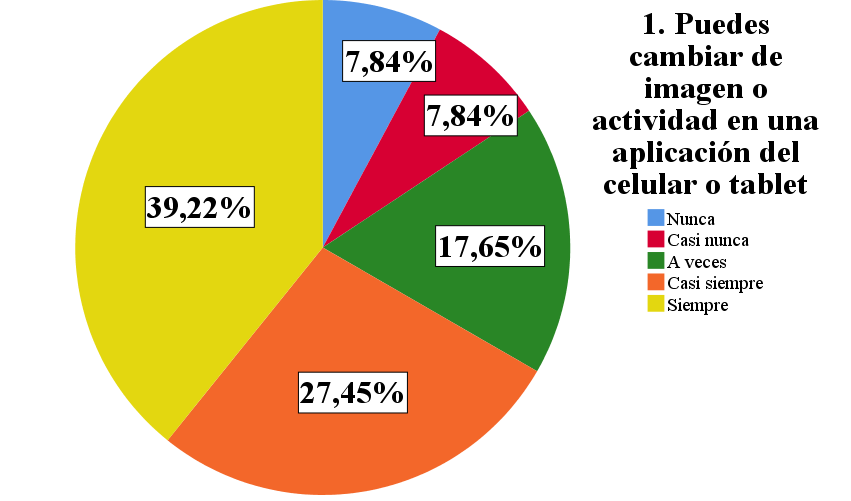 1. Puedes
cambiar de
imagen o
actividad en una
aplicación del
celular o tablet
Nunca
Casi nunca
A veces
Casi siempre
Siempre
7,84%
7,84%
17,65%
27,45%
39,22%